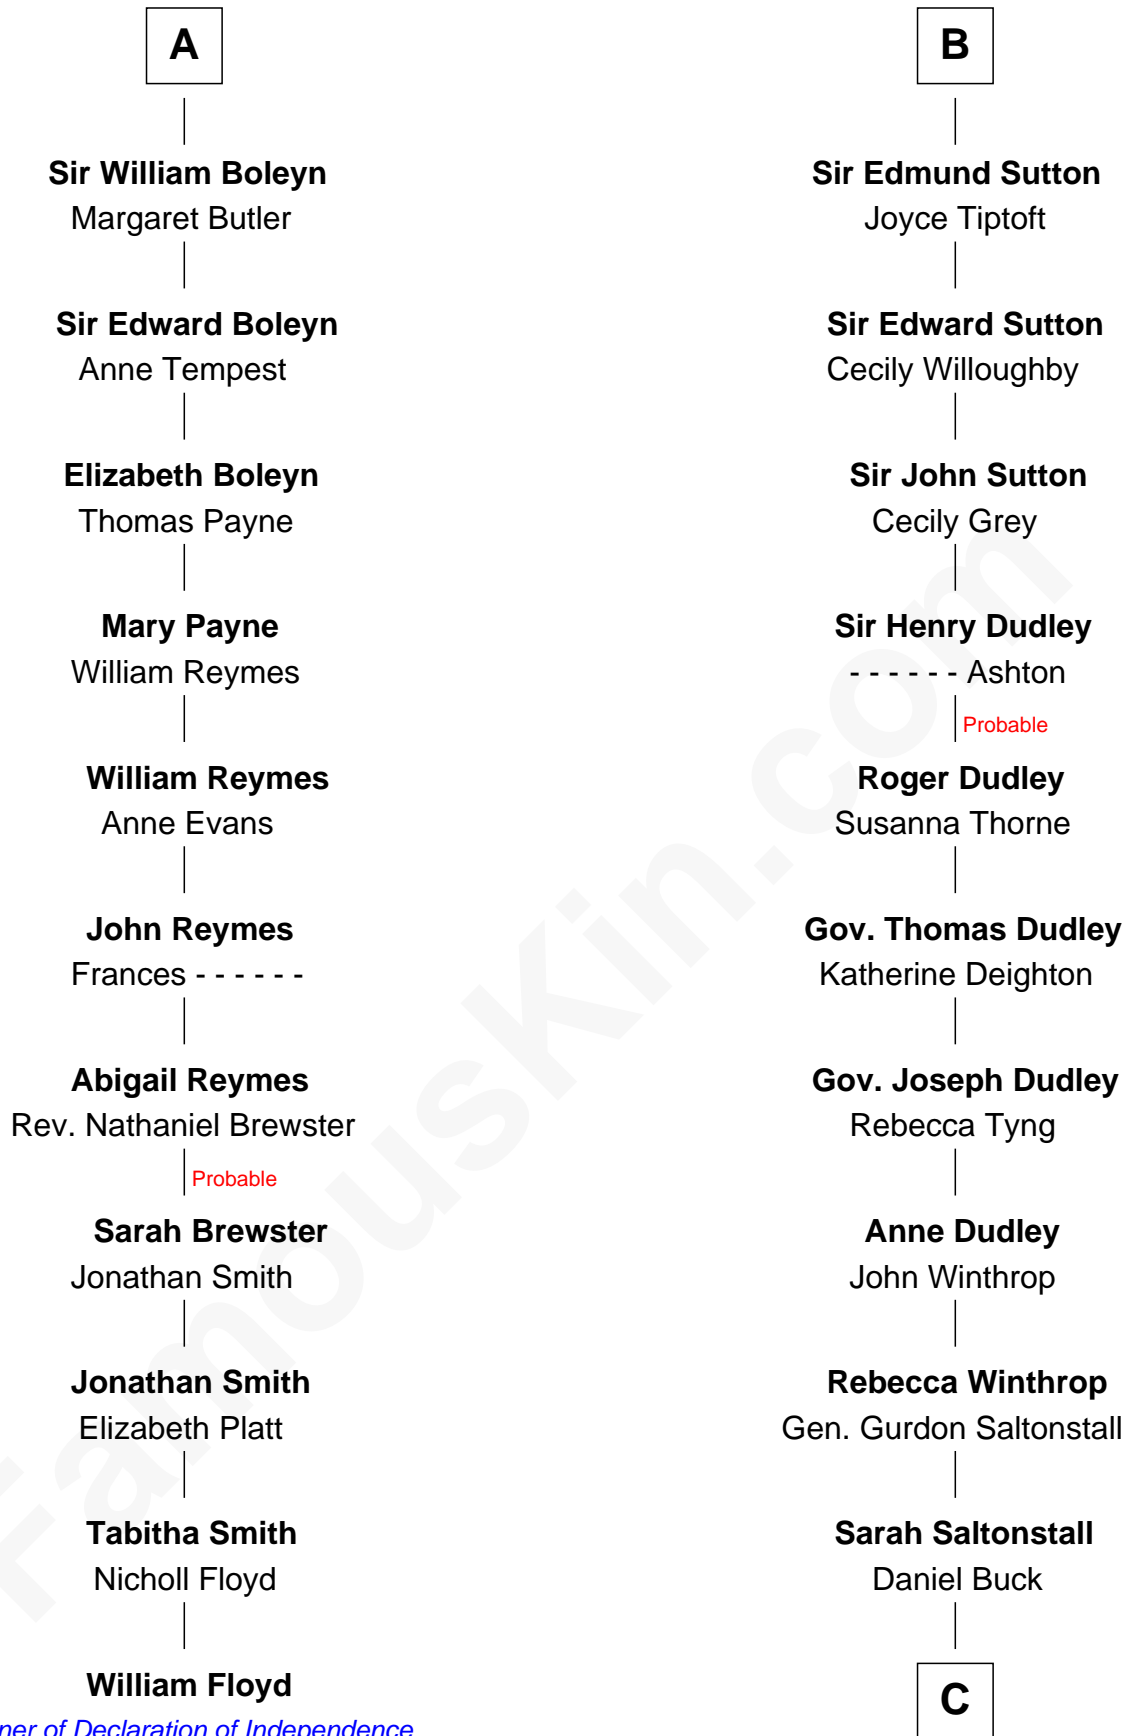 A
Sir William Boleyn
Margaret Butler
Sir Edward Boleyn
Anne Tempest
Elizabeth Boleyn
Thomas Payne
Mary Payne
William Reymes
William Reymes
Anne Evans
John Reymes
Frances - - - - - -
Abigail Reymes
Rev. Nathaniel Brewster
Probable
Sarah Brewster
Jonathan Smith
Jonathan Smith
Elizabeth Platt
Tabitha Smith
Nicholl Floyd
William Floyd
ner of Declaration of Independence
B
Sir Edmund Sutton
Joyce Tiptoft
Sir Edward Sutton
Cecily Willoughby
Sir John Sutton
Cecily Grey
Sir Henry Dudley
- - - - - - Ashton
Probable
Roger Dudley
Susanna Thorne
Gov. Thomas Dudley
Katherine Deighton
Gov. Joseph Dudley
Rebecca Tyng
Anne Dudley
John Winthrop
Rebecca Winthrop
Gen. Gurdon Saltonstall
Sarah Saltonstall
Daniel Buck
C
FamousKin.com